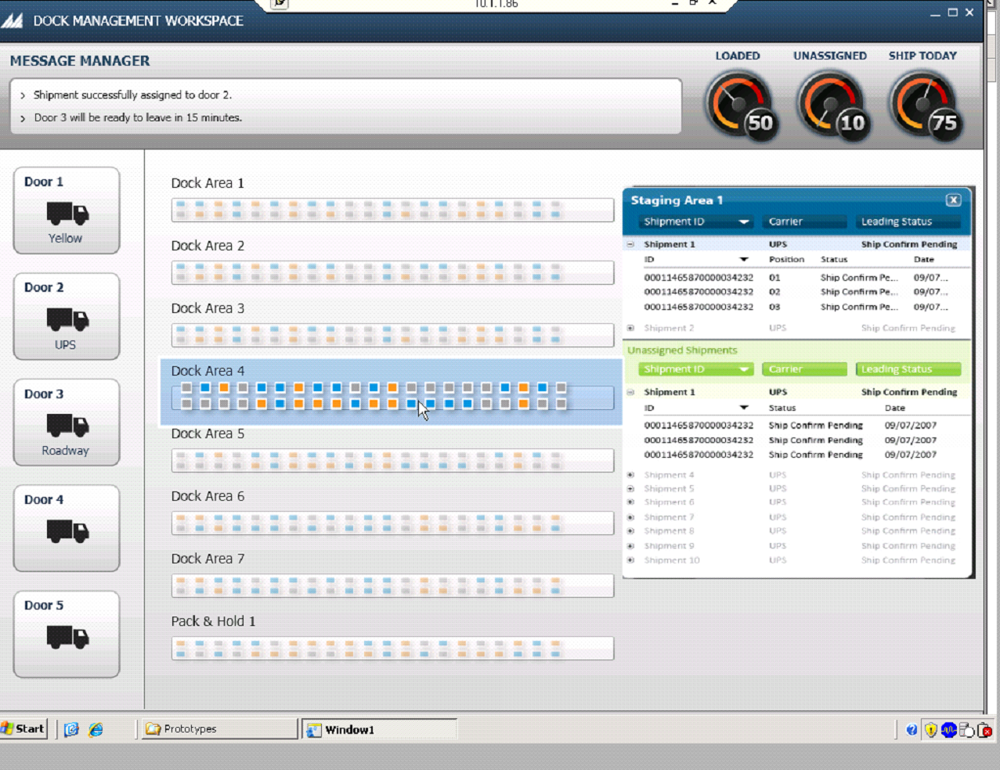 10.1.1.86
DOCK MANAGEMENT WORKSPACE
MESSAGE MANAGER
> Shipment successfully assigned to door 2.
> Door 3 will be ready to leave in 15 minutes.
LOADED UNASSIGNED SHIP TODAY
50 10 75
Door 1
Yellow
Door 2
UPS
Door 3
Roadway
Door 4
Door 5
Dock Area 1
Dock Area 2
Dock Area 3
Dock Area 4
Dock Area 5
Dock Area 6
Dock Area 7
Pack & Hold 1
Staging Area 1
Shipment ID Carrier Leading Status
Shipment 1 UPS Ship Confirm Pending
ID Position Status Date
00011465870000034232 01 Ship Confirm Pe... 09/07...
00011465870000034232 02 Ship Confirm Pe... 09/07...
00011465870000034232 03 Ship Confirm Pe... 09/07...
Shipment 2 UPS Ship Confirm Pending
Unassigned Shipments
Shipment ID Carrier Leading Status
Shipment 1 UPS Ship Confirm Pending
ID Status Date
00011465870000034232 Ship Confirm Pending 09/07/2007
00011465870000034232 Ship Confirm Pending 09/07/2007
00011465870000034232 Ship Confirm Pending 09/07/2007
Shipment 4 UPS Ship Confirm Pending
Shipment 5 UPS Ship Confirm Pending
Shipment 6 UPS Ship Confirm Pending
Shipment 7 UPS Ship Confirm Pending
Shipment 8 UPS Ship Confirm Pending
Shipment 9 UPS Ship Confirm Pending
Shipment 10 UPS Ship Confirm Pending
Start Prototypes Window1